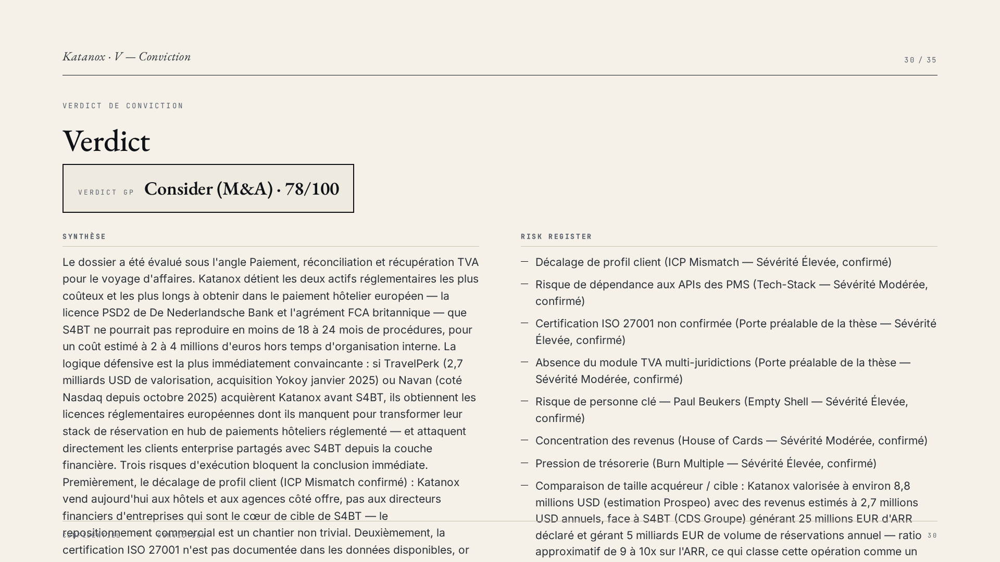 Katanox · V — Conviction
30 / 35
VERDICT DE CONVICTION
Verdict
VERDICT GP Consider (M&A) · 78/100
SYNTHÈSE
Le dossier a été évalué sous l'angle Paiement, réconciliation et récupération TVA
pour le voyage d'affaires. Katanox détient les deux actifs réglementaires les plus
coûteux et les plus longs à obtenir dans le paiement hôtelier européen — la
licence PSD2 de De Nederlandsche Bank et l'agrément FCA britannique — que
S4BT ne pourrait pas reproduire en moins de 18 à 24 mois de procédures, pour
un coût estimé à 2 à 4 millions d'euros hors temps d'organisation interne. La
logique défensive est la plus immédiatement convaincante : si TravelPerk (2,7
milliards USD de valorisation, acquisition Yokoy janvier 2025) ou Navan (coté
Nasdaq depuis octobre 2025) acquièrent Katanox avant S4BT, ils obtiennent les
licences réglementaires européennes dont ils manquent pour transformer leur
stack de réservation en hub de paiements hôteliers réglementé — et attaquent
directement les clients enterprise partagés avec S4BT depuis la couche
financière. Trois risques d'exécution bloquent la conclusion immédiate.
Premièrement, le décalage de profil client (ICP Mismatch confirmé) : Katanox
vend aujourd'hui aux hôtels et aux agences côté offre, pas aux directeurs
financiers d'entreprises qui sont le cœur de cible de S4BT — le
repositionnement commercial est un chantier non trivial. Deuxièmement, la
certification ISO 27001 n'est pas documentée dans les données disponibles, or
RISK REGISTER
— Décalage de profil client (ICP Mismatch — Sévérité Élevée, confirmé)
— Risque de dépendance aux APIs des PMS (Tech-Stack — Sévérité Modérée,
confirmé)
— Certification ISO 27001 non confirmée (Porte préalable de la thèse — Sévérité
Élevée, confirmé)
— Absence du module TVA multi-juridictions (Porte préalable de la thèse —
Sévérité Modérée, confirmé)
— Risque de personne clé — Paul Beukers (Empty Shell — Sévérité Élevée,
confirmé)
— Concentration des revenus (House of Cards — Sévérité Modérée, confirmé)
— Pression de trésorerie (Burn Multiple — Sévérité Élevée, confirmé)
— Comparaison de taille acquéreur / cible : Katanox valorisée à environ 8,8
millions USD (estimation Prospeo) avec des revenus estimés à 2,7 millions
USD annuels, face à S4BT (CDS Groupe) générant 25 millions EUR d'ARR
déclaré et gérant 5 milliards EUR de volume de réservations annuel — ratio
approximatif de 9 à 10x sur l'ARR, ce qui classe cette opération comme un
CONFIDENTIEL · V — CONVICTION
30